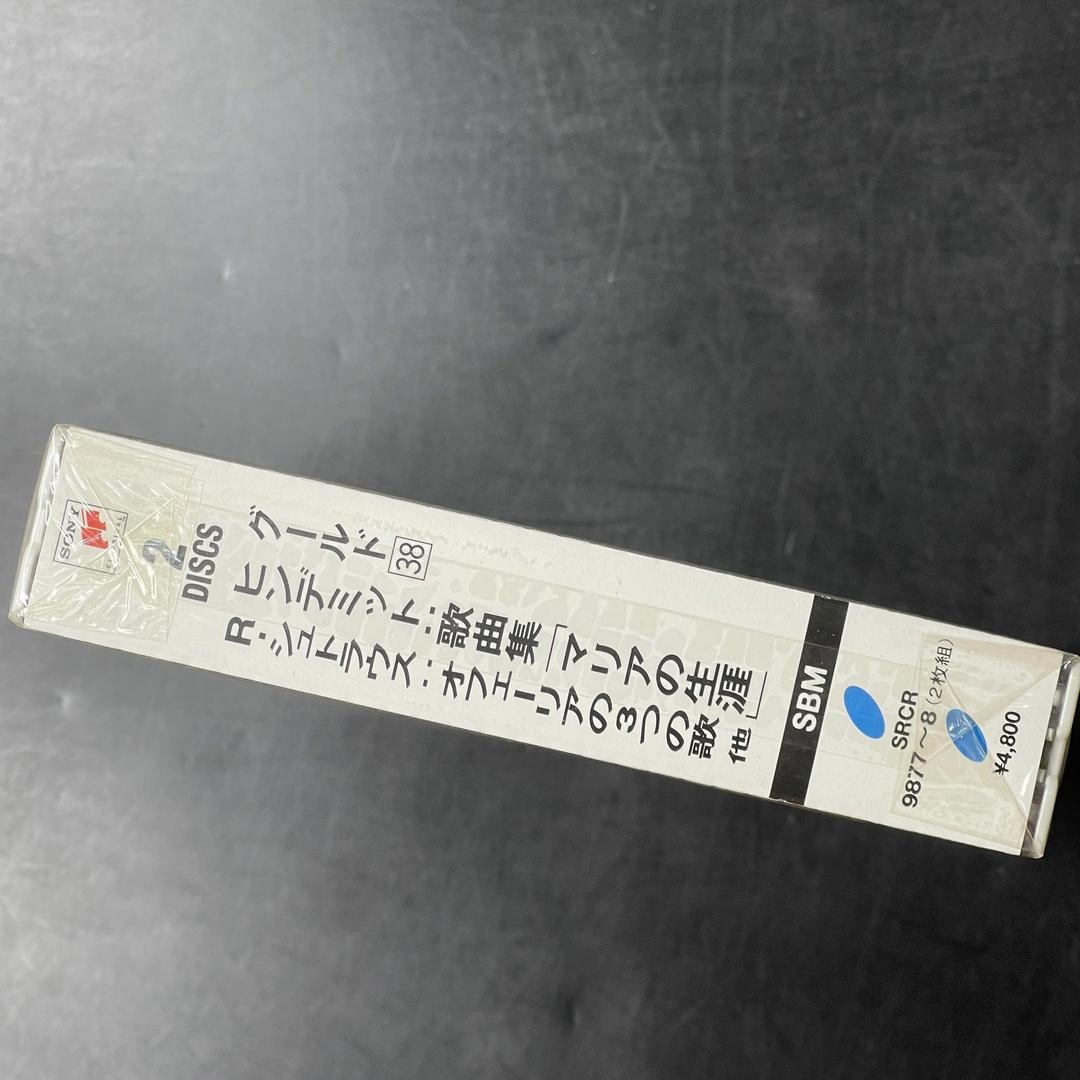 SONY
CLASSICAL
2
DISCS
グールド 38
ヒンデミット:歌曲集「マリアの生涯」
R.シュトラウス:オフェーリアの3つの歌 他
SBM
SRCR
9877〜8(2枚組)
¥4,800